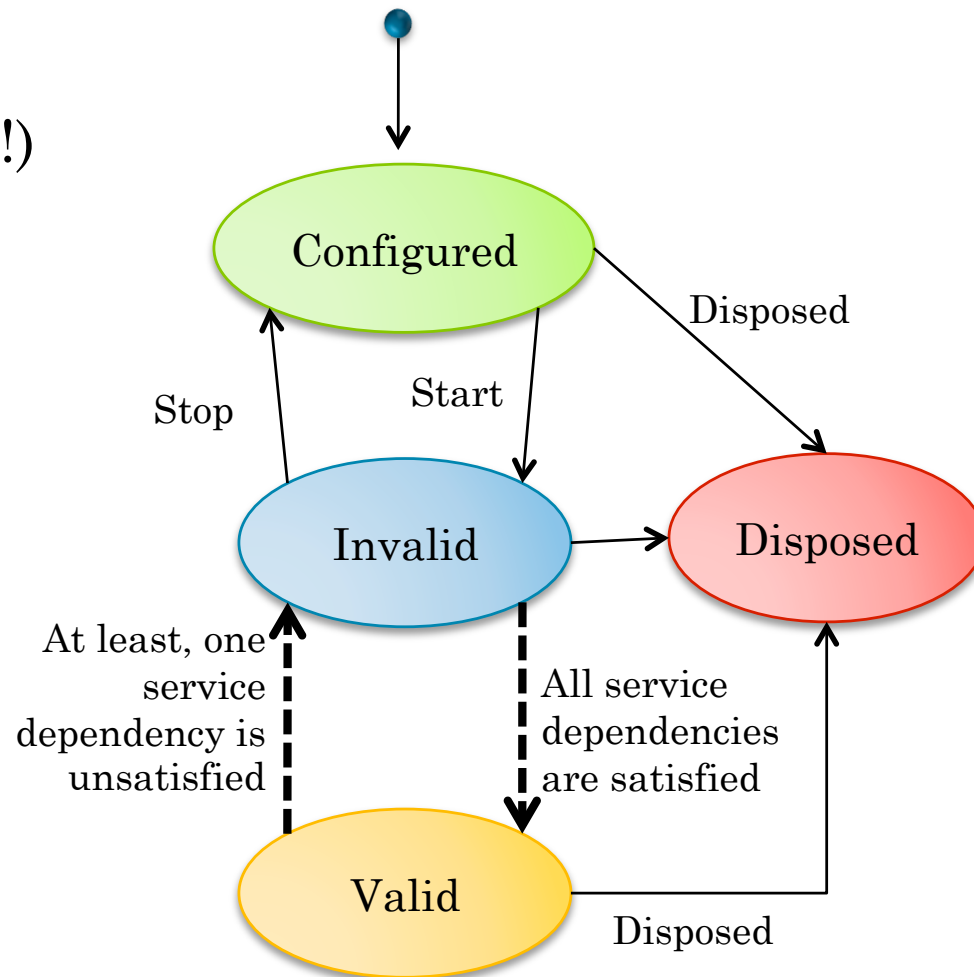 !)
Configured
Disposed
Stop
Start
Invalid
Disposed
At least, one
service
dependency is
unsatisfied
All service
dependencies
are satisfied
Valid
Disposed